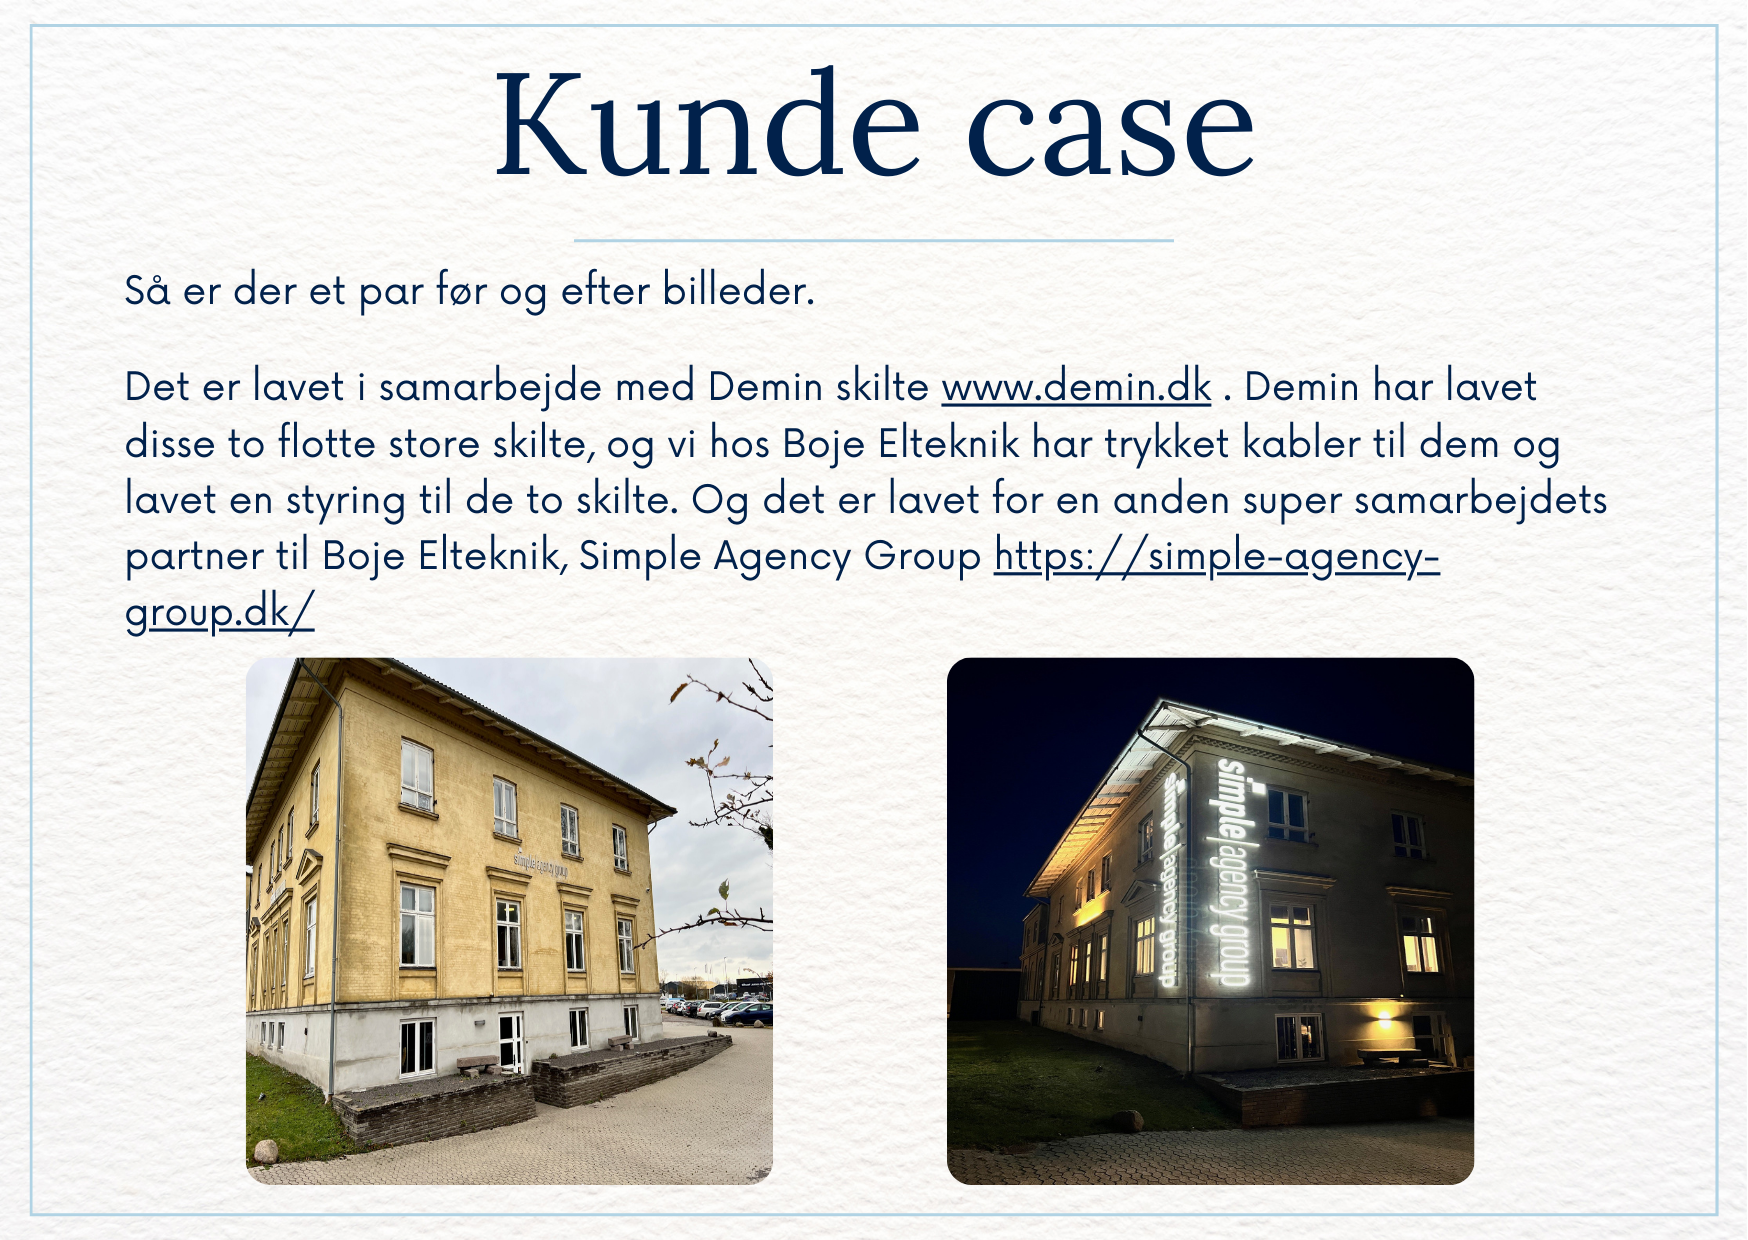 Kunde case
Så er der et par før og efter billeder.
Det er lavet i samarbejde med Demin skilte www.demin.dk . Demin har lavet
disse to flotte store skilte, og vi hos Boje Elteknik har trykket kabler til dem og
lavet en styring til de to skilte. Og det er lavet for en anden super samarbejdets
partner til Boje Elteknik, Simple Agency Group https://simple-agency-
group.dk/
simple agency group
simple|agency group
simple|agency group